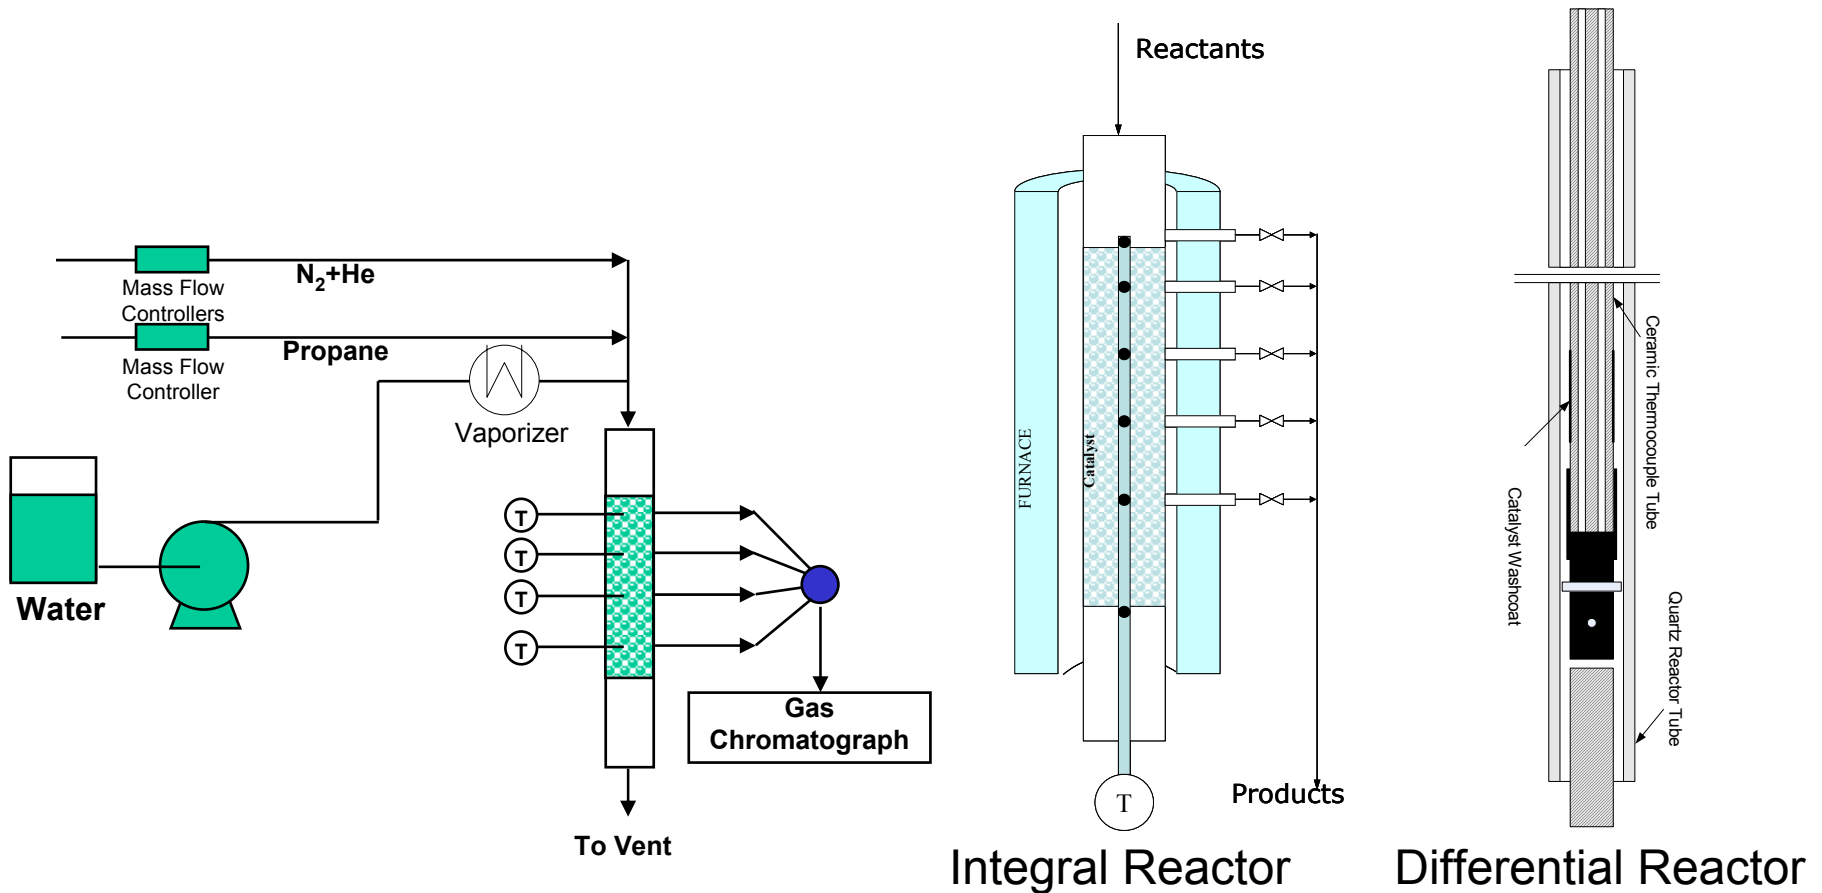 N2+He
Mass Flow
Controllers
Propane
Mass Flow
Controller
Vaporizer
Water
T
T
T
T
Gas
Chromatograph
To Vent
Reactants
FURNACE
Catalyst
T
Products
Integral Reactor
Ceramic Thermocouple Tube
Catalyst Washcoat
Quartz Reactor Tube
Differential Reactor